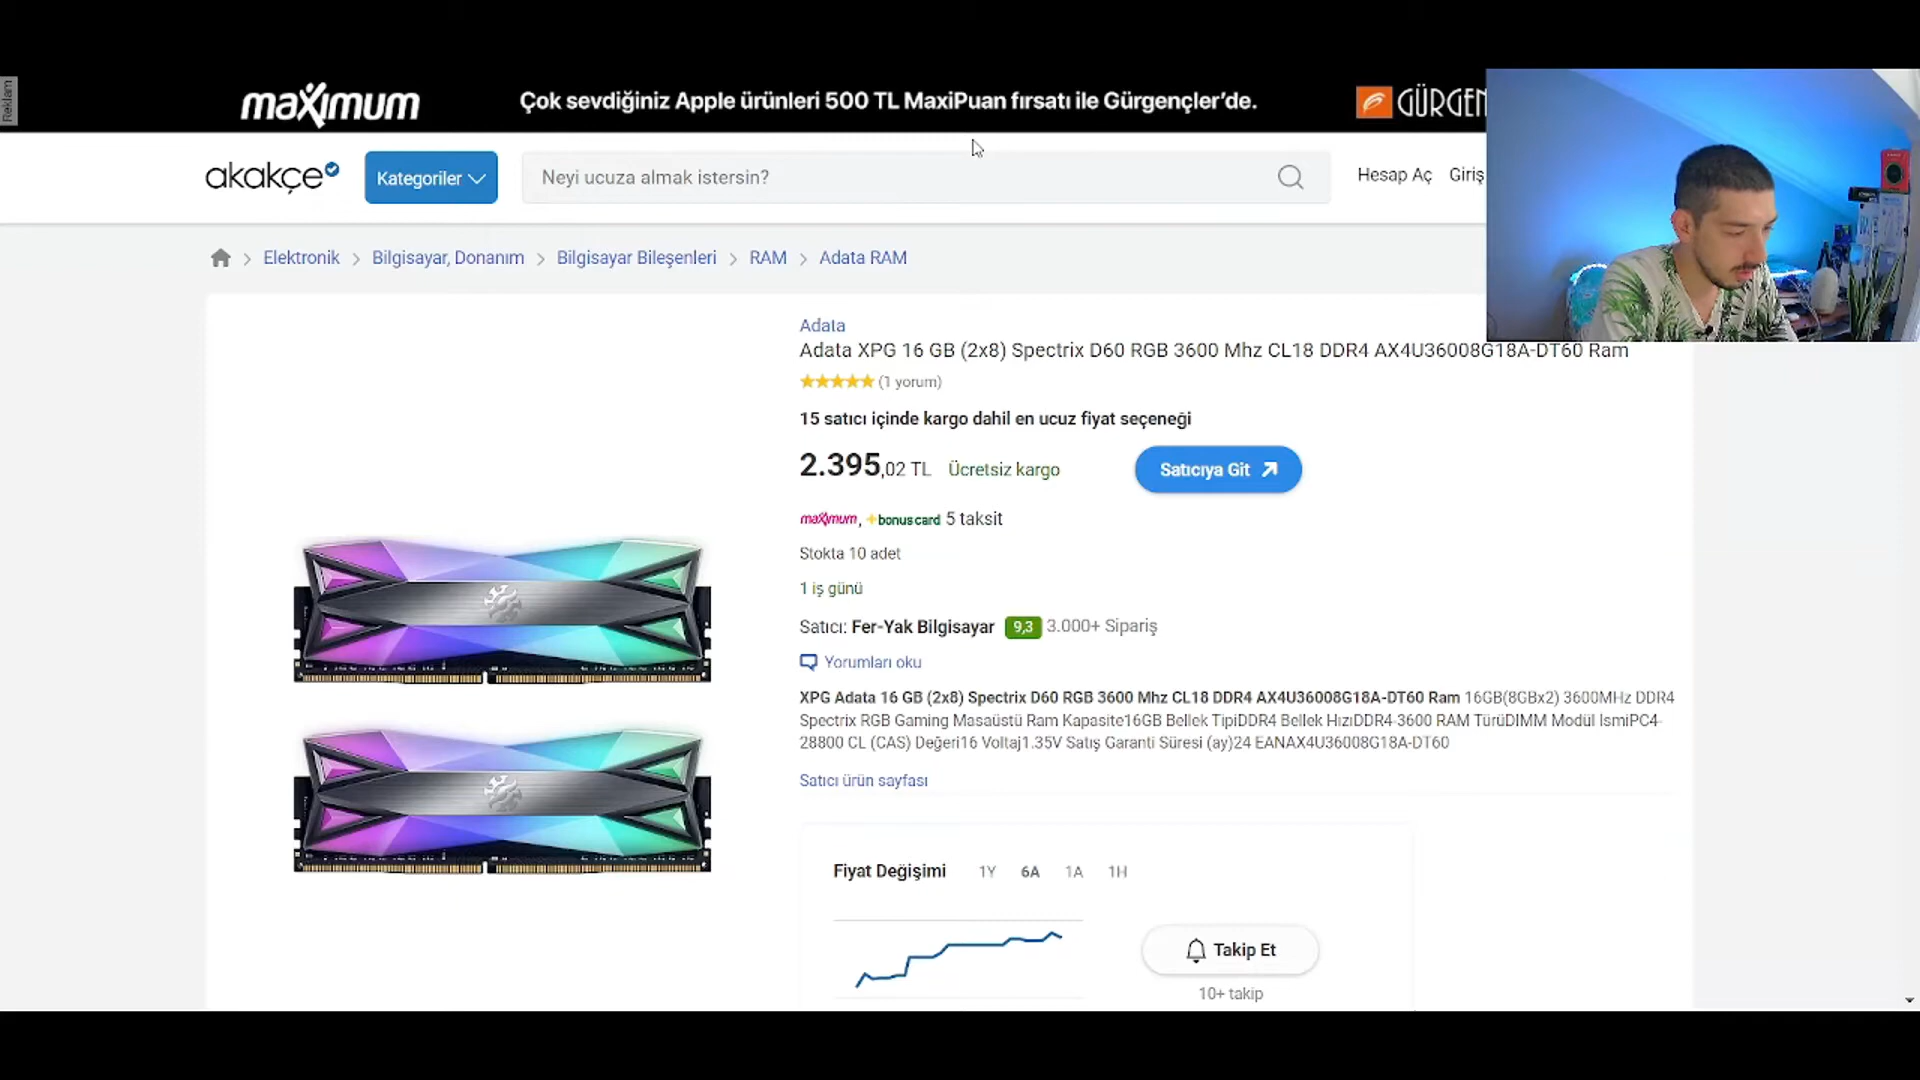 Reklam
maximum
Çok sevdiğiniz Apple ürünleri 500 TL MaxiPuan fırsatı ile Gürgençler'de.
GÜRGEN
akakçe
Kategoriler
Neyi ucuza almak istersin?
Hesap Aç Giriş
Elektronik > Bilgisayar, Donanım > Bilgisayar Bileşenleri > RAM > Adata RAM
Adata
Adata XPG 16 GB (2x8) Spectrix D60 RGB 3600 Mhz CL18 DDR4 AX4U36008G18A-DT60 Ram
(1 yorum)
15 satıcı içinde kargo dahil en ucuz fiyat seçeneği
2.395,02 TL Ücretsiz kargo
Satıcıya Git
maximum, +bonuscard 5 taksit
Stokta 10 adet
1 iş günü
Satıcı: Fer-Yak Bilgisayar 9,3 3.000+ Sipariş
Yorumları oku
XPG Adata 16 GB (2x8) Spectrix D60 RGB 3600 Mhz CL18 DDR4 AX4U36008G18A-DT60 Ram 16GB(8GBx2) 3600MHz DDR4
Spectrix RGB Gaming Masaüstü Ram Kapasite16GB Bellek TipiDDR4 Bellek HızıDDR4-3600 RAM TürüDIMM Modül IsmiPC4-
28800 CL (CAS) Değeri16 Voltaj1.35V Satış Garanti Süresi (ay)24 EANAX4U36008G18A-DT60
Satıcı ürün sayfası
Fiyat Değişimi 1Y 6A 1A 1H
Takip Et
10+ takip